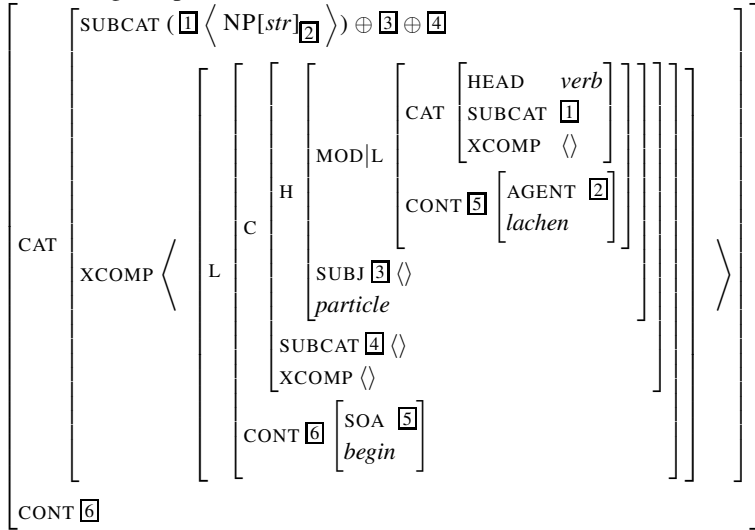 SUBCAT ( 1 ⟨ NP[str]2 ⟩) ⊕ 3 ⊕ 4
HEAD verb
CAT SUBCAT 1
XCOMP ⟨⟩
MOD|L
H
CONT 5 AGENT 2
lachen
C
CAT
XCOMP ⟨ L ⟩
SUBJ 3 ⟨⟩
particle
SUBCAT 4 ⟨⟩
XCOMP ⟨⟩
CONT 6 SOA 5
begin
CONT 6